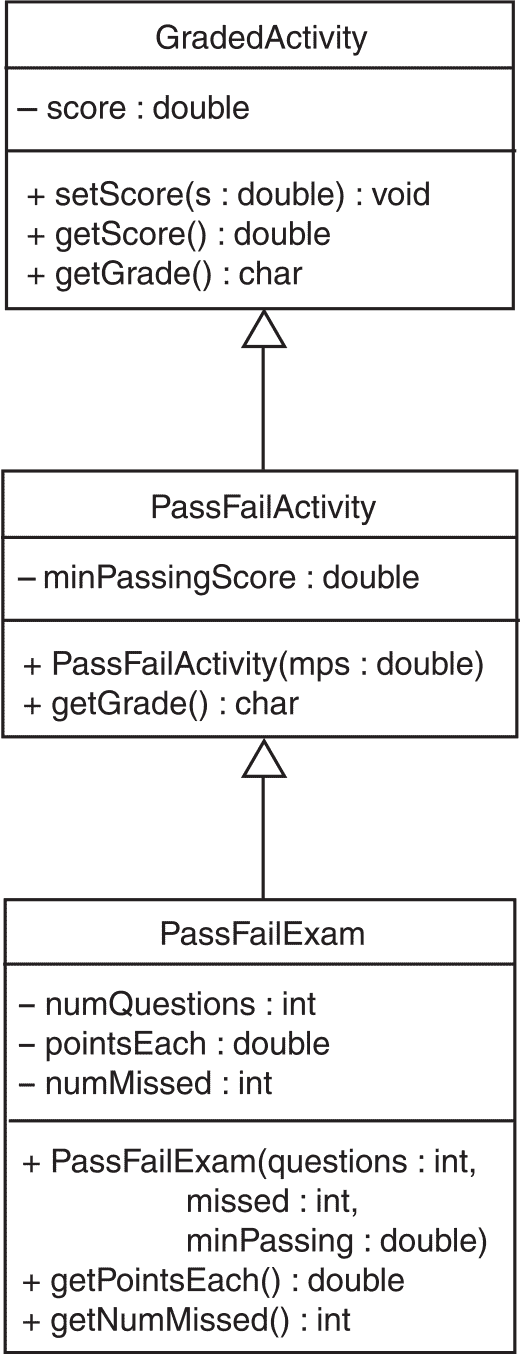 GradedActivity
– score : double
+ setScore(s : double) : void
+ getScore() : double
+ getGrade() : char
PassFailActivity
– minPassingScore : double
+ PassFailActivity(mps : double)
+ getGrade() : char
PassFailExam
– numQuestions : int
– pointsEach : double
– numMissed : int
+ PassFailExam(questions : int,
missed : int,
minPassing : double)
+ getPointsEach() : double
+ getNumMissed() : int